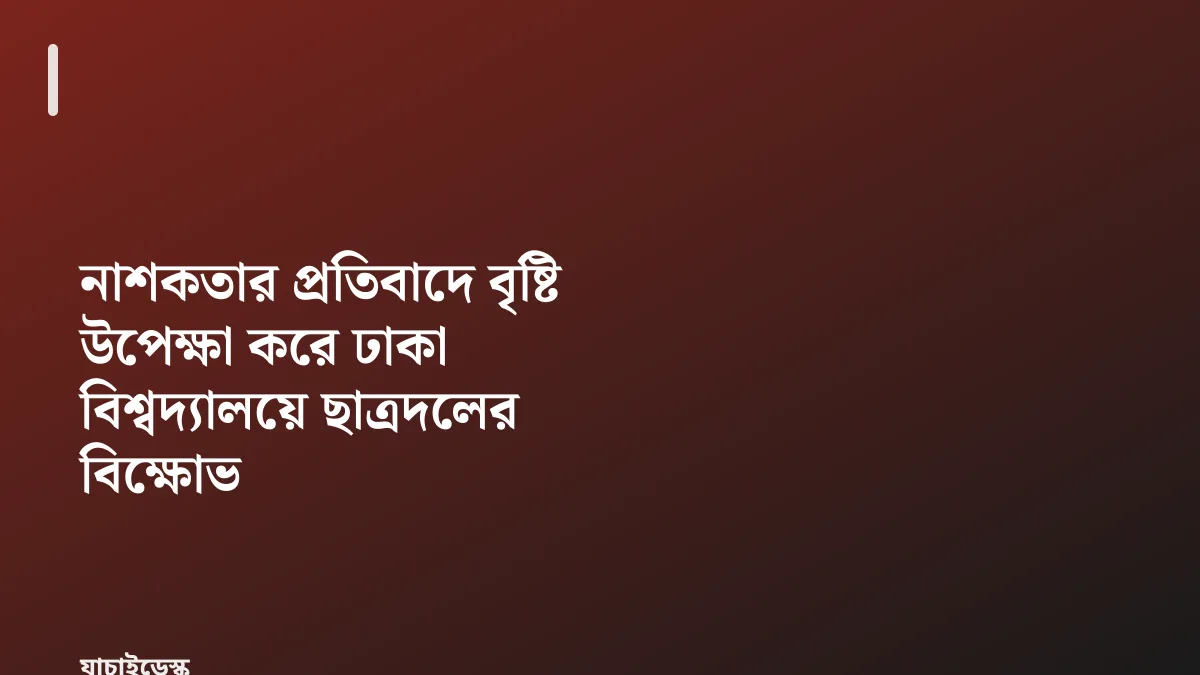 নাশকতার প্রতিবাদে বৃষ্টি
উপেক্ষা করে ঢাকা
বিশ্বদ্যালয়ে ছাত্রদলের
বিক্ষোভ
যাচাইডেস্ক